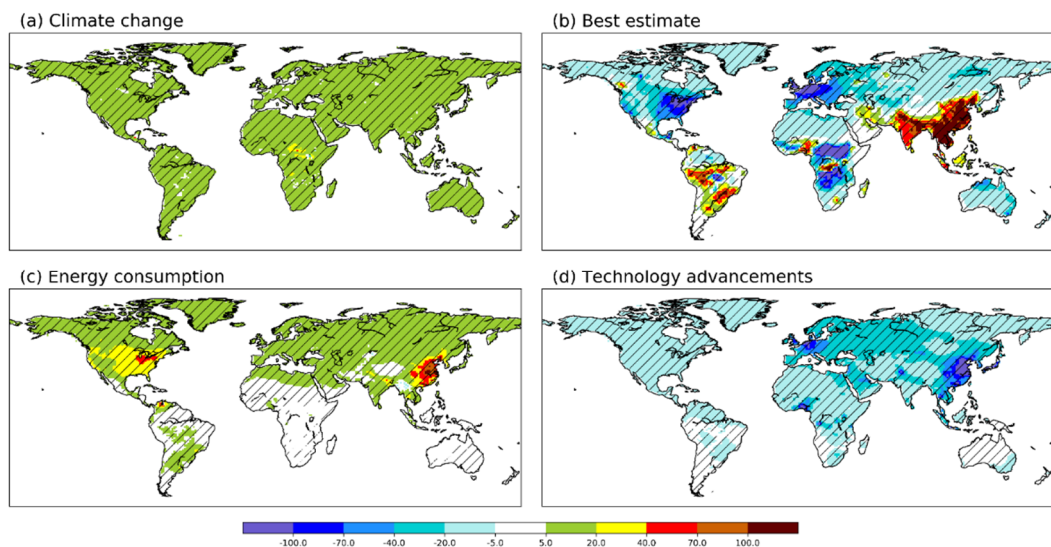 (a) Climate change
(b) Best estimate
(c) Energy consumption
(d) Technology advancements
-100.0 -70.0 -40.0 -20.0 -5.0 5.0 20.0 40.0 70.0 100.0